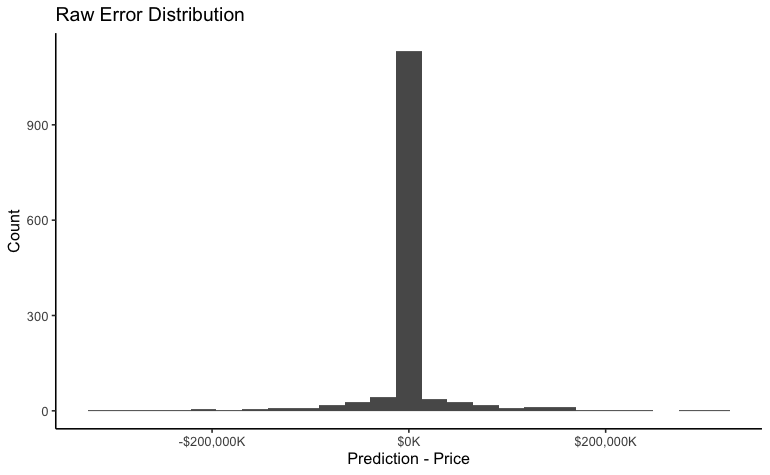 Raw Error Distribution
Count
900
600
300
0
-$200,000K
$0K
$200,000K
Prediction - Price